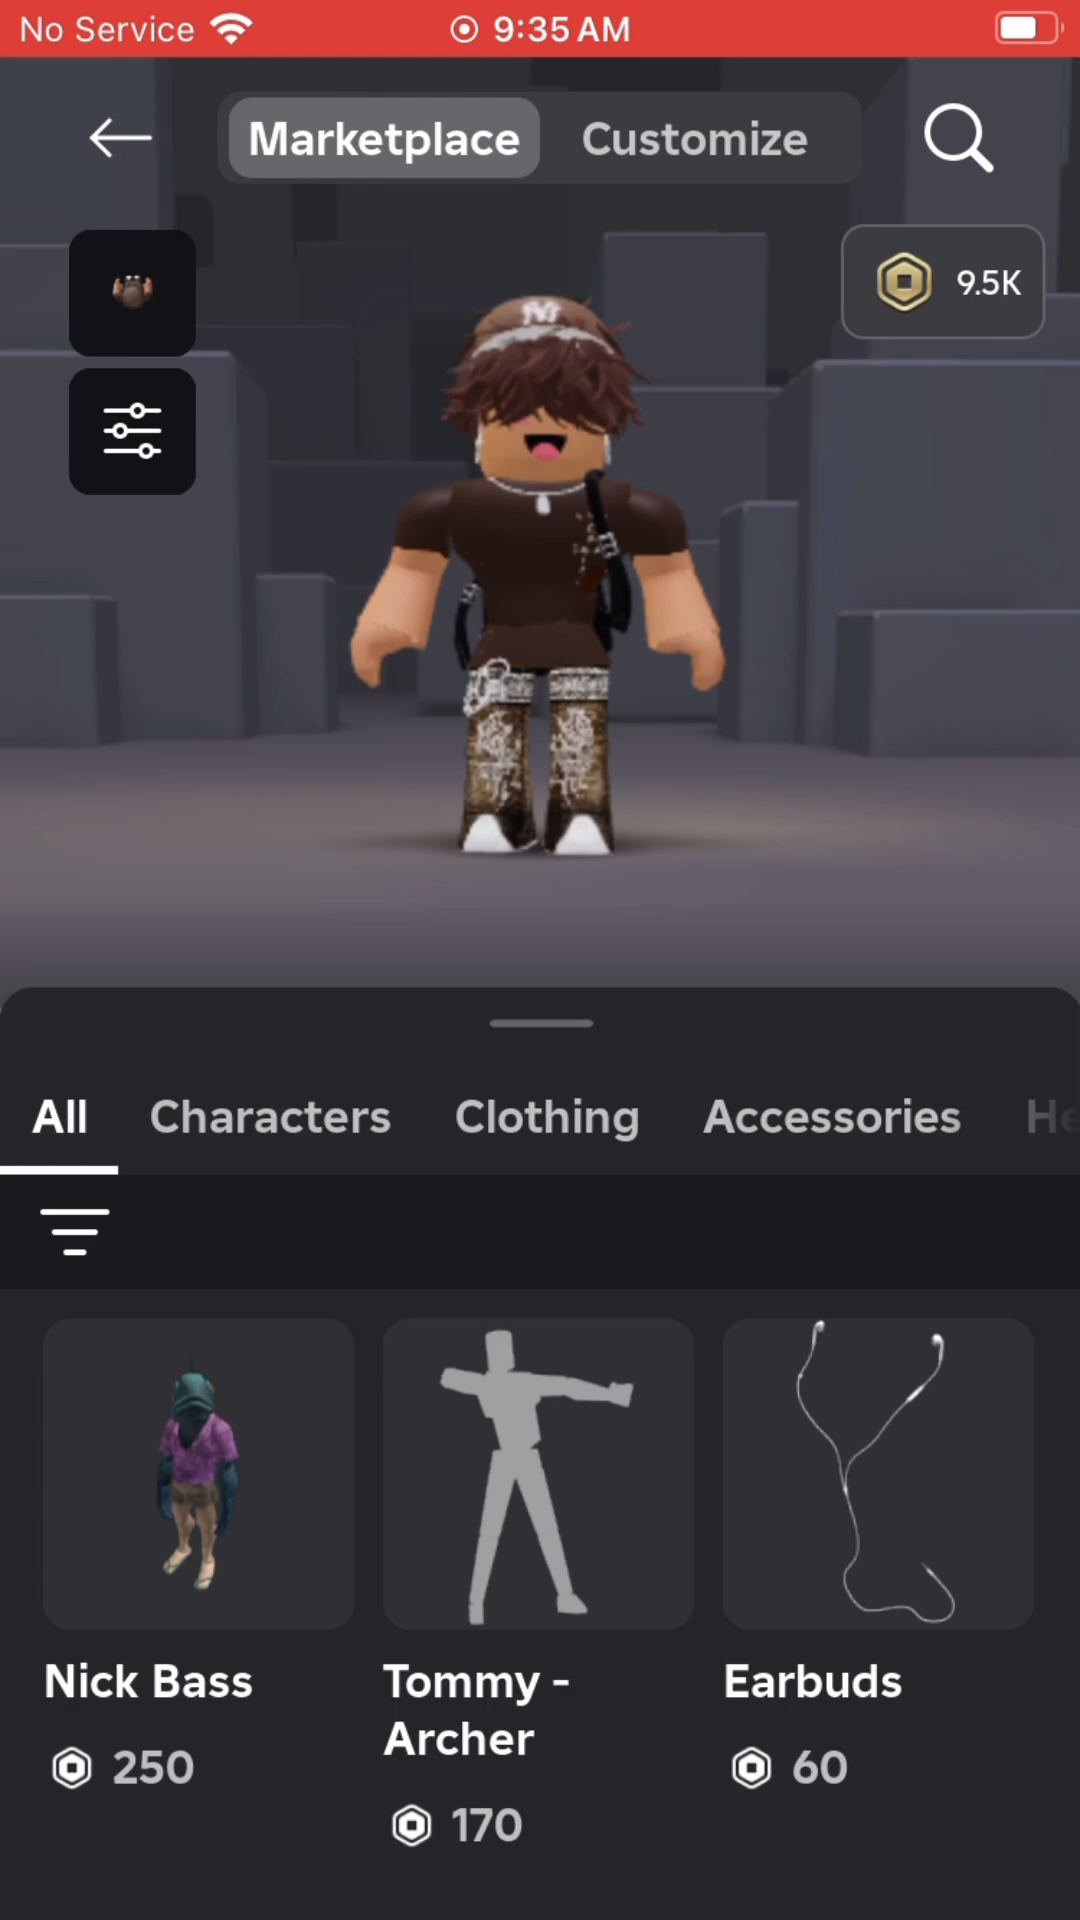 No Service
9:35 AM
Marketplace
Customize
9.5K
All
Characters
Clothing
Accessories
He
Nick Bass
250
Tommy -
Archer
170
Earbuds
60